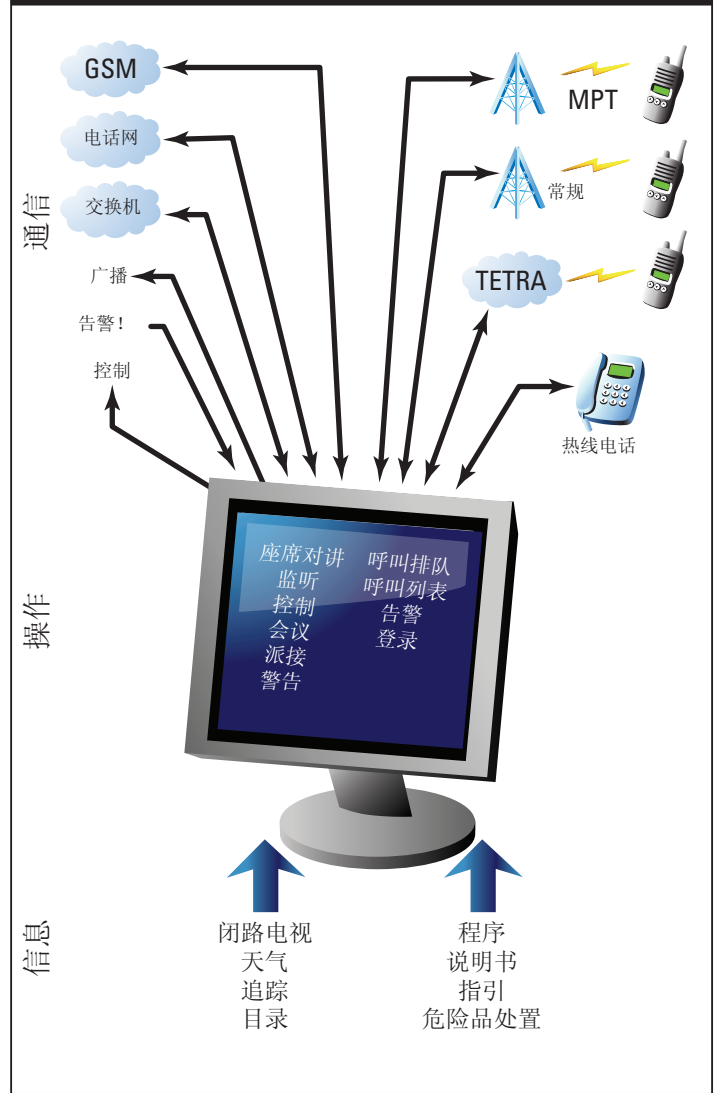 通信
GSM
电话网
交换机
广播
告警!
控制
MPT
常规
TETRA
热线电话
操作
座席对讲
监听
控制
会议
派接
警告
呼叫排队
呼叫列表
告警
登录
信息
闭路电视
天气
追踪
目录
程序
说明书
指引
危险品处置